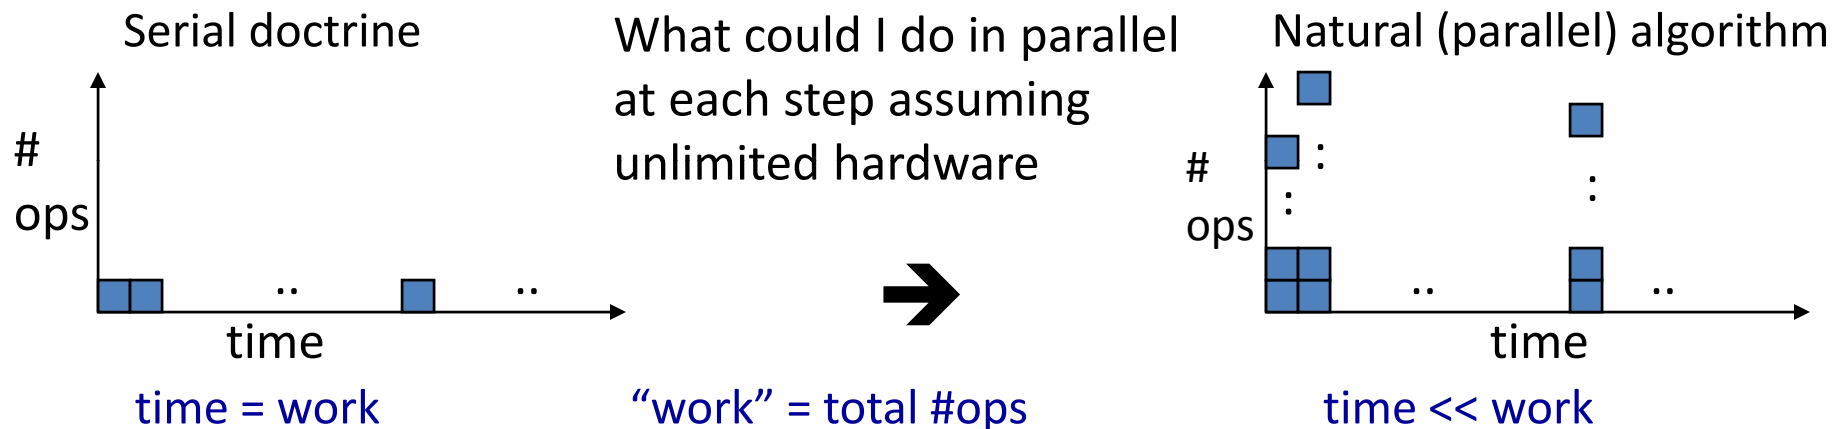 Serial doctrine
#
ops
..
..
time
time = work
What could I do in parallel
at each step assuming
unlimited hardware
“work” = total #ops
Natural (parallel) algorithm
#
ops
:
:
:
..
..
time
time << work